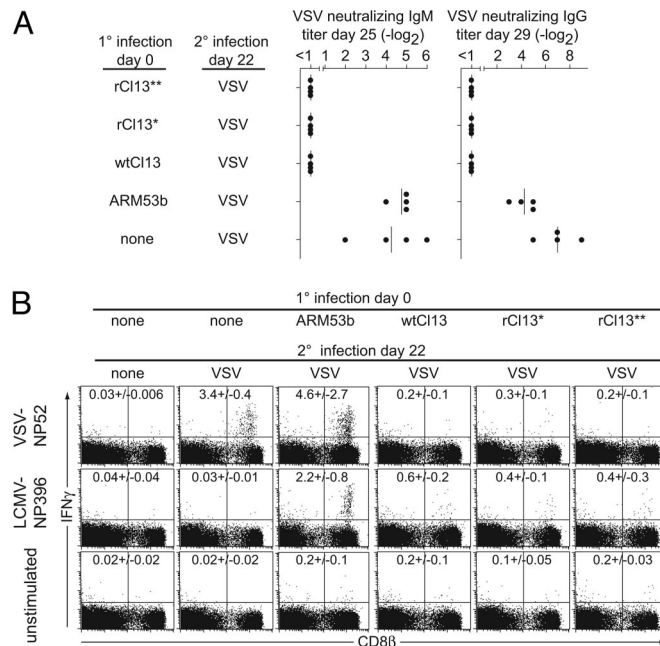 A
1° infection day 0
2° infection day 22
VSV neutralizing IgM titer day 25 (-log2)
VSV neutralizing IgG titer day 29 (-log2)
<1 2 3 4 5 6
<1 2 4 6 8
rCl13** VSV
rCl13* VSV
wtCl13 VSV
ARM53b VSV
none VSV
B
1° infection day 0
none none ARM53b wtCl13 rCl13* rCl13**
2° infection day 22
none VSV VSV VSV VSV VSV
VSV-NP52
0.03+/-0.006 3.4+/-0.4 4.6+/-2.7 0.2+/-0.1 0.3+/-0.1 0.2+/-0.1
LCMV-NP396
0.04+/-0.04 0.03+/-0.01 2.2+/-0.8 0.6+/-0.2 0.4+/-0.1 0.4+/-0.3
unstimulated
0.02+/-0.02 0.02+/-0.02 0.2+/-0.1 0.2+/-0.1 0.1+/-0.05 0.2+/-0.03
IFNγ
CD8ß